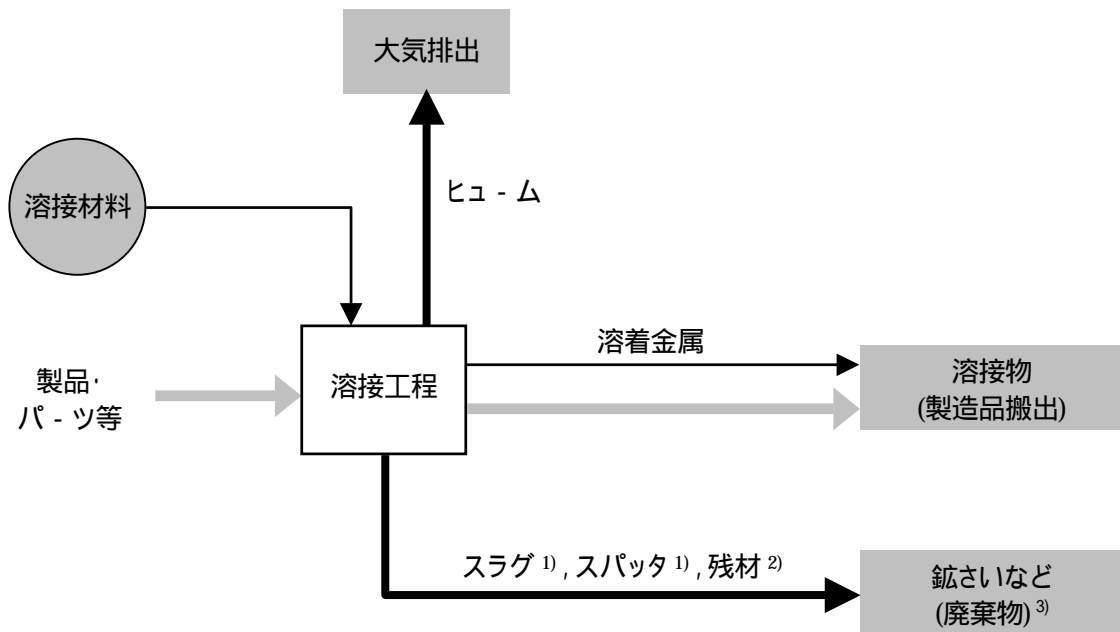 大気排出
ヒュ - ム
溶接材料
溶着金属
製品・
パ - ツ等
溶接工程
溶接物
(製造品搬出)
スラグ 1) , スパッタ 1) , 残材 2)
鉱さいなど
(廃棄物) 3)